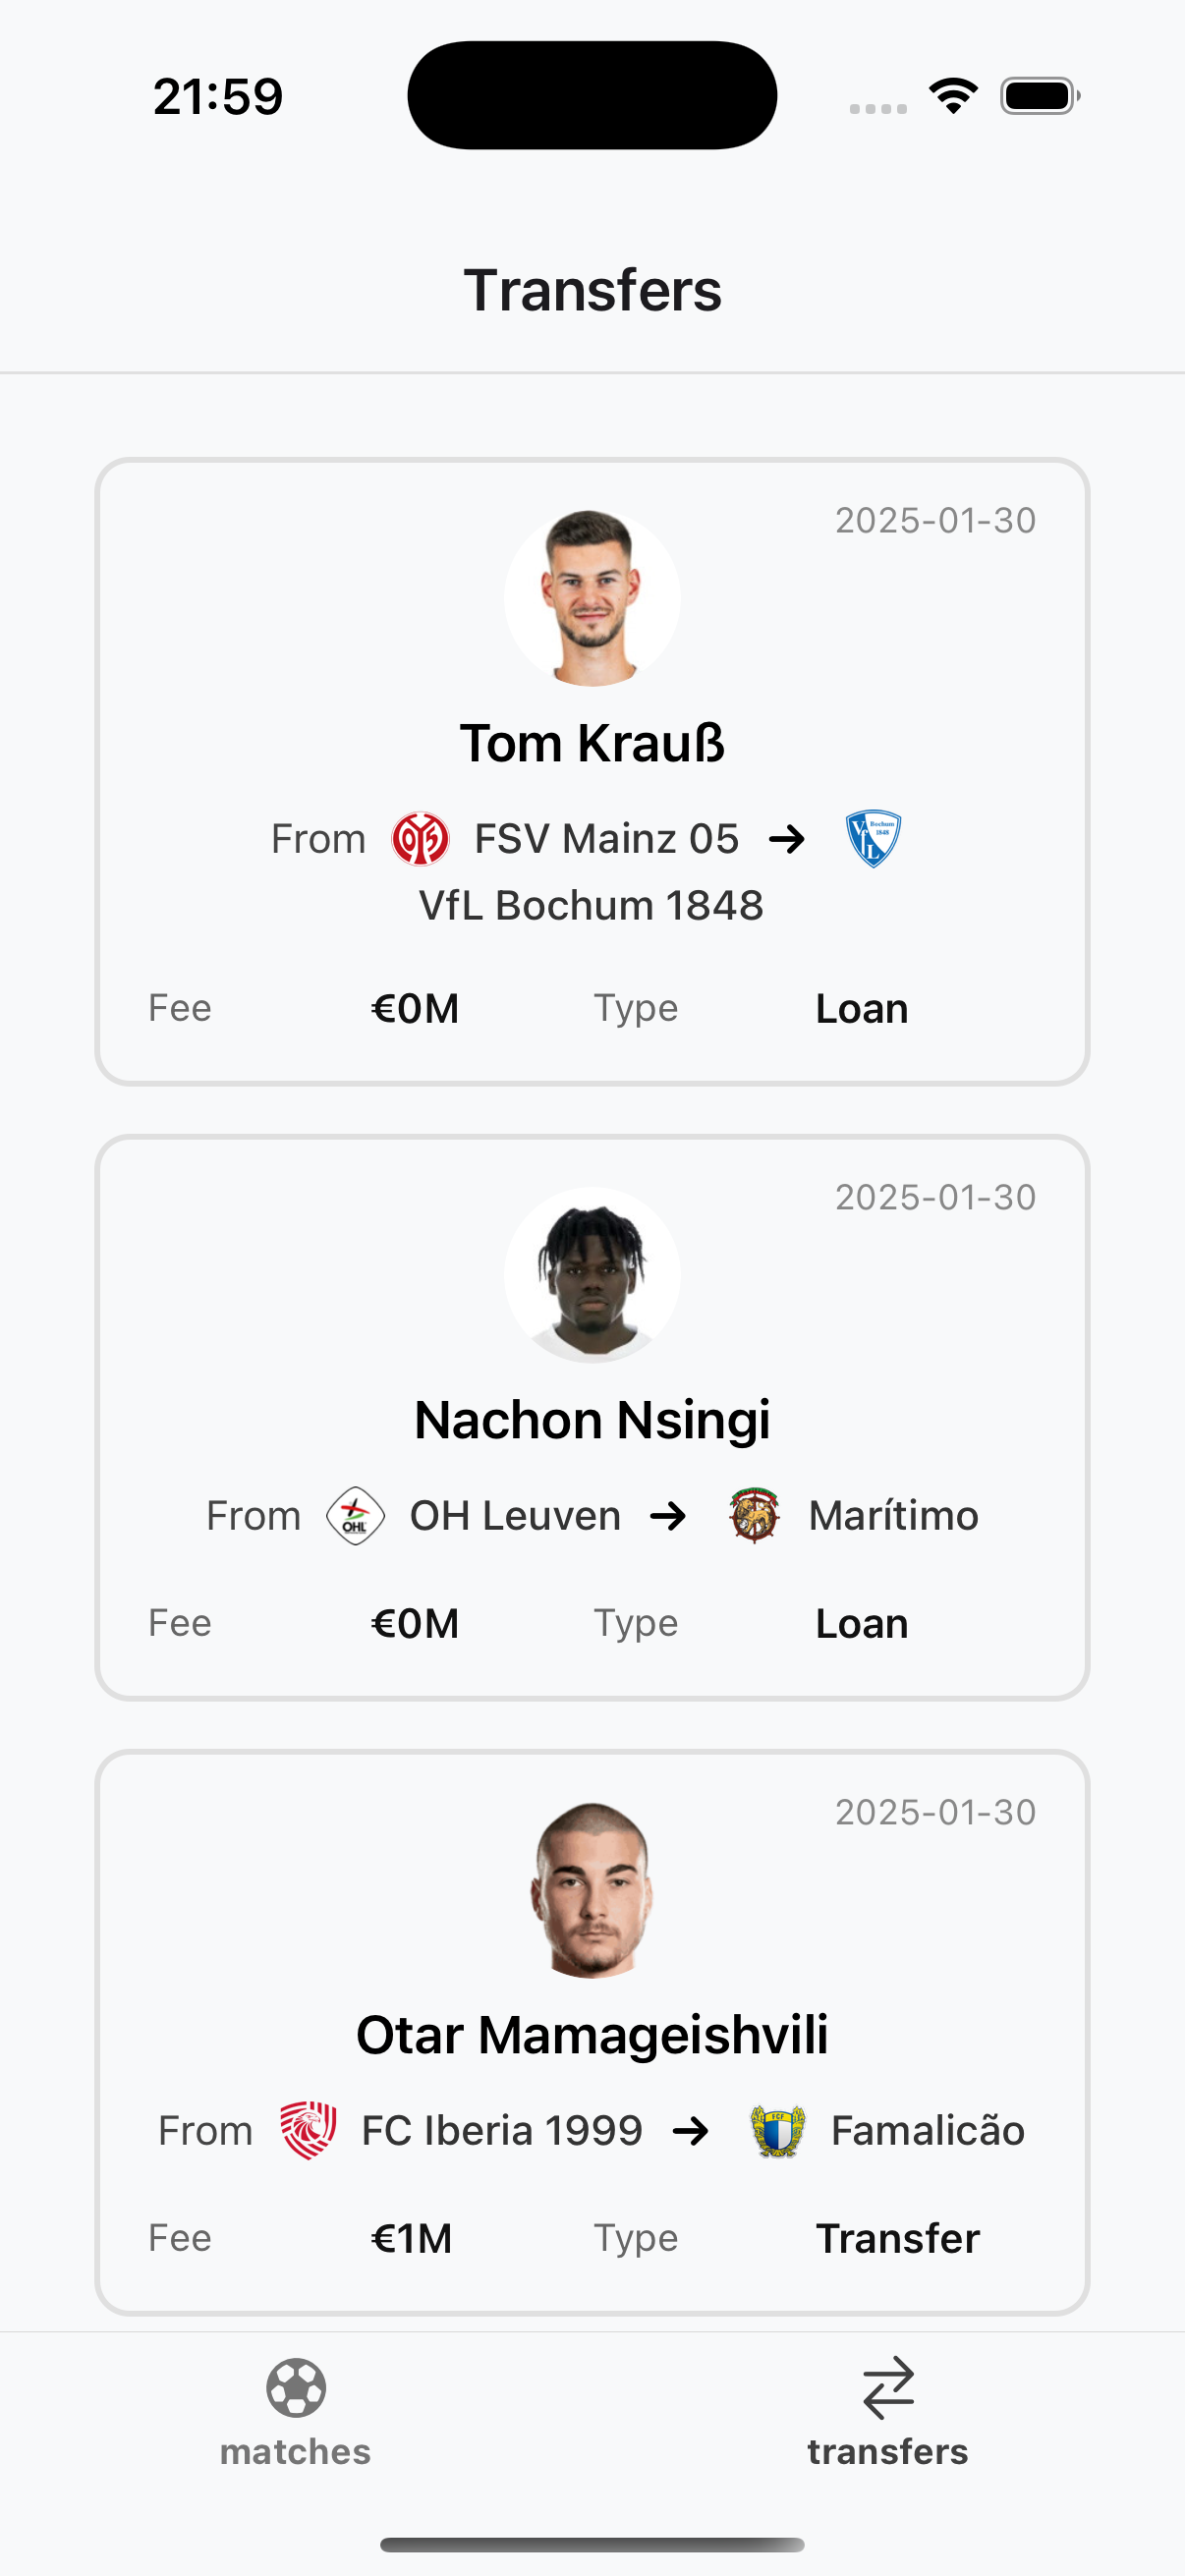 21:59
Transfers
2025-01-30
Tom Krauß
From FSV Mainz 05 →
VfL Bochum 1848
Fee €0M Type Loan
2025-01-30
Nachon Nsingi
From OHL OH Leuven → Marítimo
Fee €0M Type Loan
2025-01-30
Otar Mamageishvili
From FC Iberia 1999 → FCF Famalicão
Fee €1M Type Transfer
matches transfers